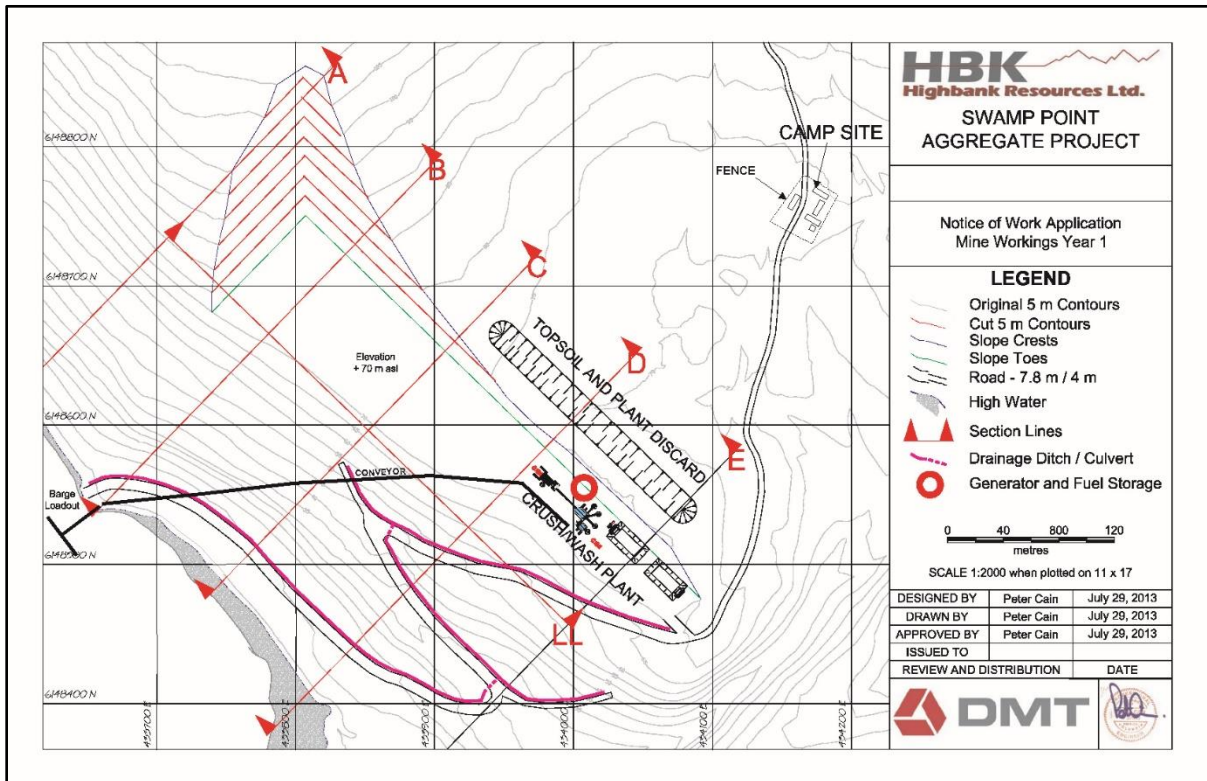 HBK
Highbank Resources Ltd.
SWAMP POINT
AGGREGATE PROJECT
Notice of Work Application
Mine Workings Year 1
LEGEND
Original 5 m Contours
Cut 5 m Contours
Slope Crests
Slope Toes
Road - 7.8 m / 4 m
High Water
Section Lines
Drainage Ditch / Culvert
Generator and Fuel Storage
0 40 800 120
metres
SCALE 1:2000 when plotted on 11 x 17
DESIGNED BY Peter Cain July 29, 2013
DRAWN BY Peter Cain July 29, 2013
APPROVED BY Peter Cain July 29, 2013
ISSUED TO
REVIEW AND DISTRIBUTION DATE
DMT
A
B
C
D
E
LL
CAMP SITE
FENCE
TOPSOIL AND PLANT DISCARD
Elevation
+ 70 m asl
CONVEYOR
CRUSH/WASH PLANT
Barge
Loadout
6148800 N
6148700 N
6148600 N
6148500 N
6148400 N